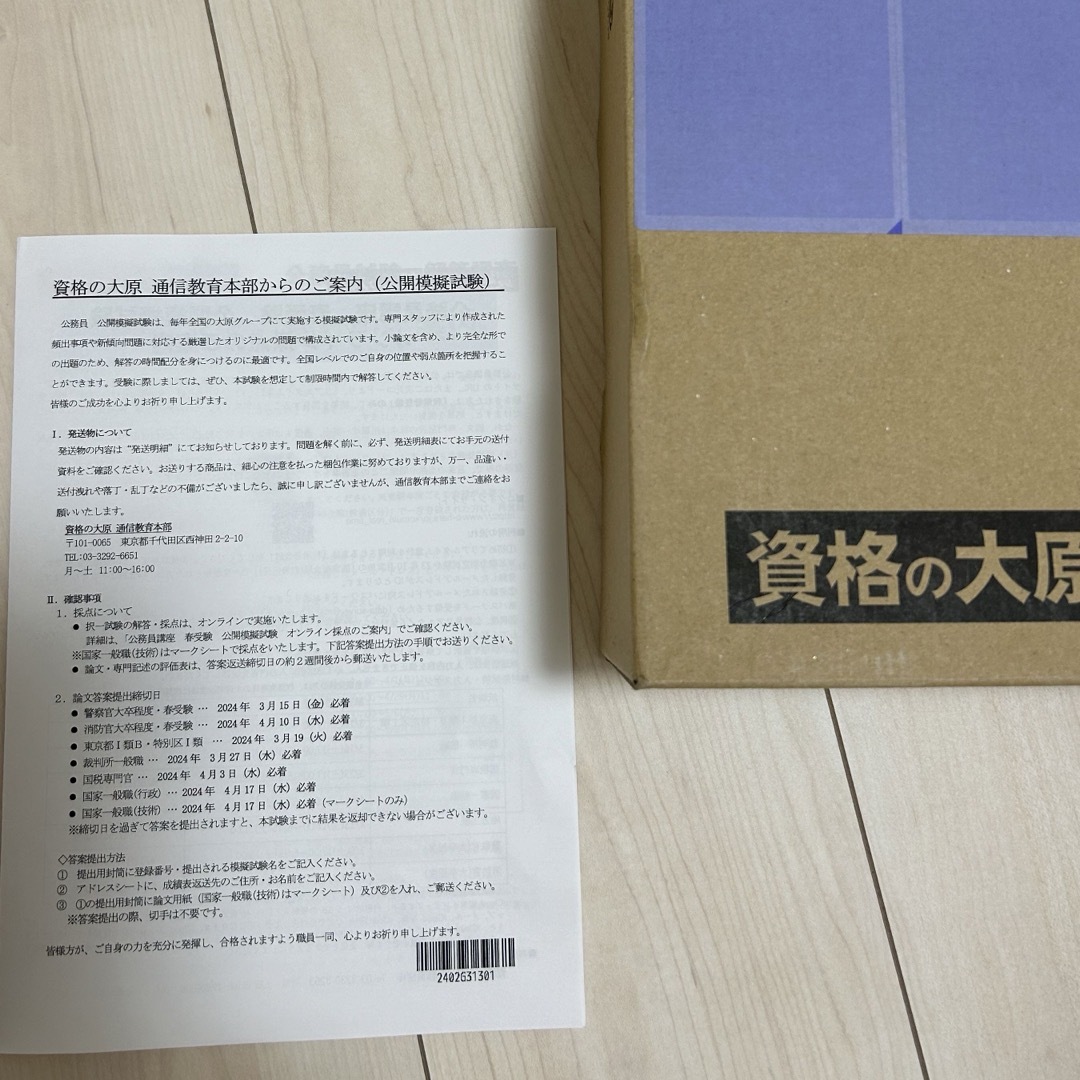 資格の大原 通信教育本部からのご案内（公開模擬試験）
公務員 公開模擬試験は、毎年全国の大原グループにて実施する模擬試験です。専門スタッフにより作成された
頻出事項や新傾向問題に対応する厳選したオリジナルの問題で構成されています。小論文を含め、より完全な形で
の出題のため、解答の時間配分を身につけるのに最適です。全国レベルでのご自身の位置や弱点箇所を把握するこ
とができます。受験に際しましては、ぜひ、本試験を想定して制限時間内で解答してください。
皆様のご成功を心よりお祈り申し上げます。
Ⅰ．発送物について
発送物の内容は“発送明細”にてお知らせしております。問題を解く前に、必ず、発送明細表にてお手元の送付
資料をご確認ください。お送りする商品は、細心の注意を払った梱包作業に努めておりますが、万一、品違い・
送付洩れや落丁・乱丁などの不備がございましたら、誠に申し訳ございませんが、通信教育本部までご連絡をお
願いいたします。
資格の大原 通信教育本部
〒101-0065 東京都千代田区西神田2-2-10
TEL:03-3292-6651
月～土 11:00～16:00
Ⅱ．確認事項
１．採点について
● 択一試験の解答・採点は、オンラインで実施いたします。
詳細は、「公務員講座 春受験 公開模擬試験 オンライン採点のご案内」でご確認ください。
※国家一般職(技術)はマークシートで採点をいたします。下記答案提出方法の手順でお送りください。
● 論文・専門記述の評価表は、答案返送締切日の約２週間後から郵送いたします。
２．論文答案提出締切日
● 警察官大卒程度・春受験 … 2024年 3月15日（金）必着
● 消防官大卒程度・春受験 … 2024年 4月10日（水）必着
● 東京都Ⅰ類Ｂ・特別区Ⅰ類 … 2024年 3月19日（火）必着
● 裁判所一般職 … 2024年 3月27日（水）必着
● 国税専門官 … 2024年 4月3日（水）必着
● 国家一般職(行政) … 2024年 4月17日（水）必着
● 国家一般職(技術) … 2024年 4月17日（水）必着（マークシートのみ）
※締切日を過ぎて答案を提出されますと、本試験までに結果を返却できない場合がございます。
◇答案提出方法
① 提出用封筒に登録番号・提出される模擬試験名をご記入ください。
② アドレスシートに、成績表返送先のご住所・お名前をご記入ください。
③ ①の提出用封筒に論文用紙（国家一般職(技術)はマークシート）及び②を入れ、ご郵送ください。
※答案提出の際、切手は不要です。
皆様方が、ご自身の力を充分に発揮し、合格されますよう職員一同、心よりお祈り申し上げます。
2402631301
資格の大原